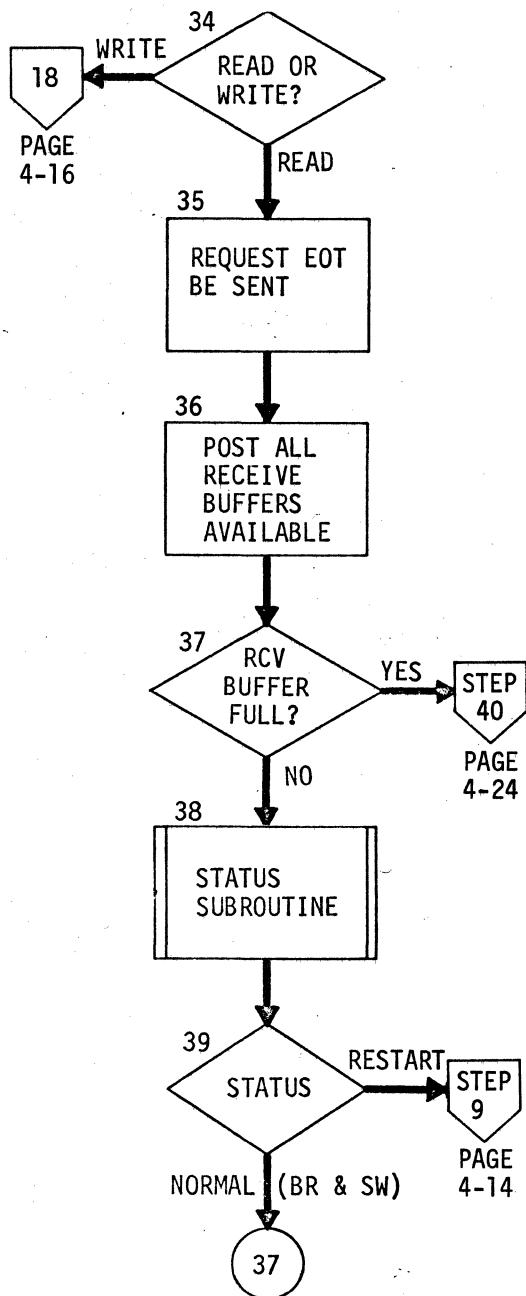 34
READ OR
WRITE?
WRITE
18
PAGE
4-16
READ
35
REQUEST EOT
BE SENT
36
POST ALL
RECEIVE
BUFFERS
AVAILABLE
37
RCV
BUFFER
FULL?
YES
STEP
40
PAGE
4-24
NO
38
STATUS
SUBROUTINE
39
STATUS
RESTART
STEP
9
PAGE
4-14
NORMAL (BR & SW)
37